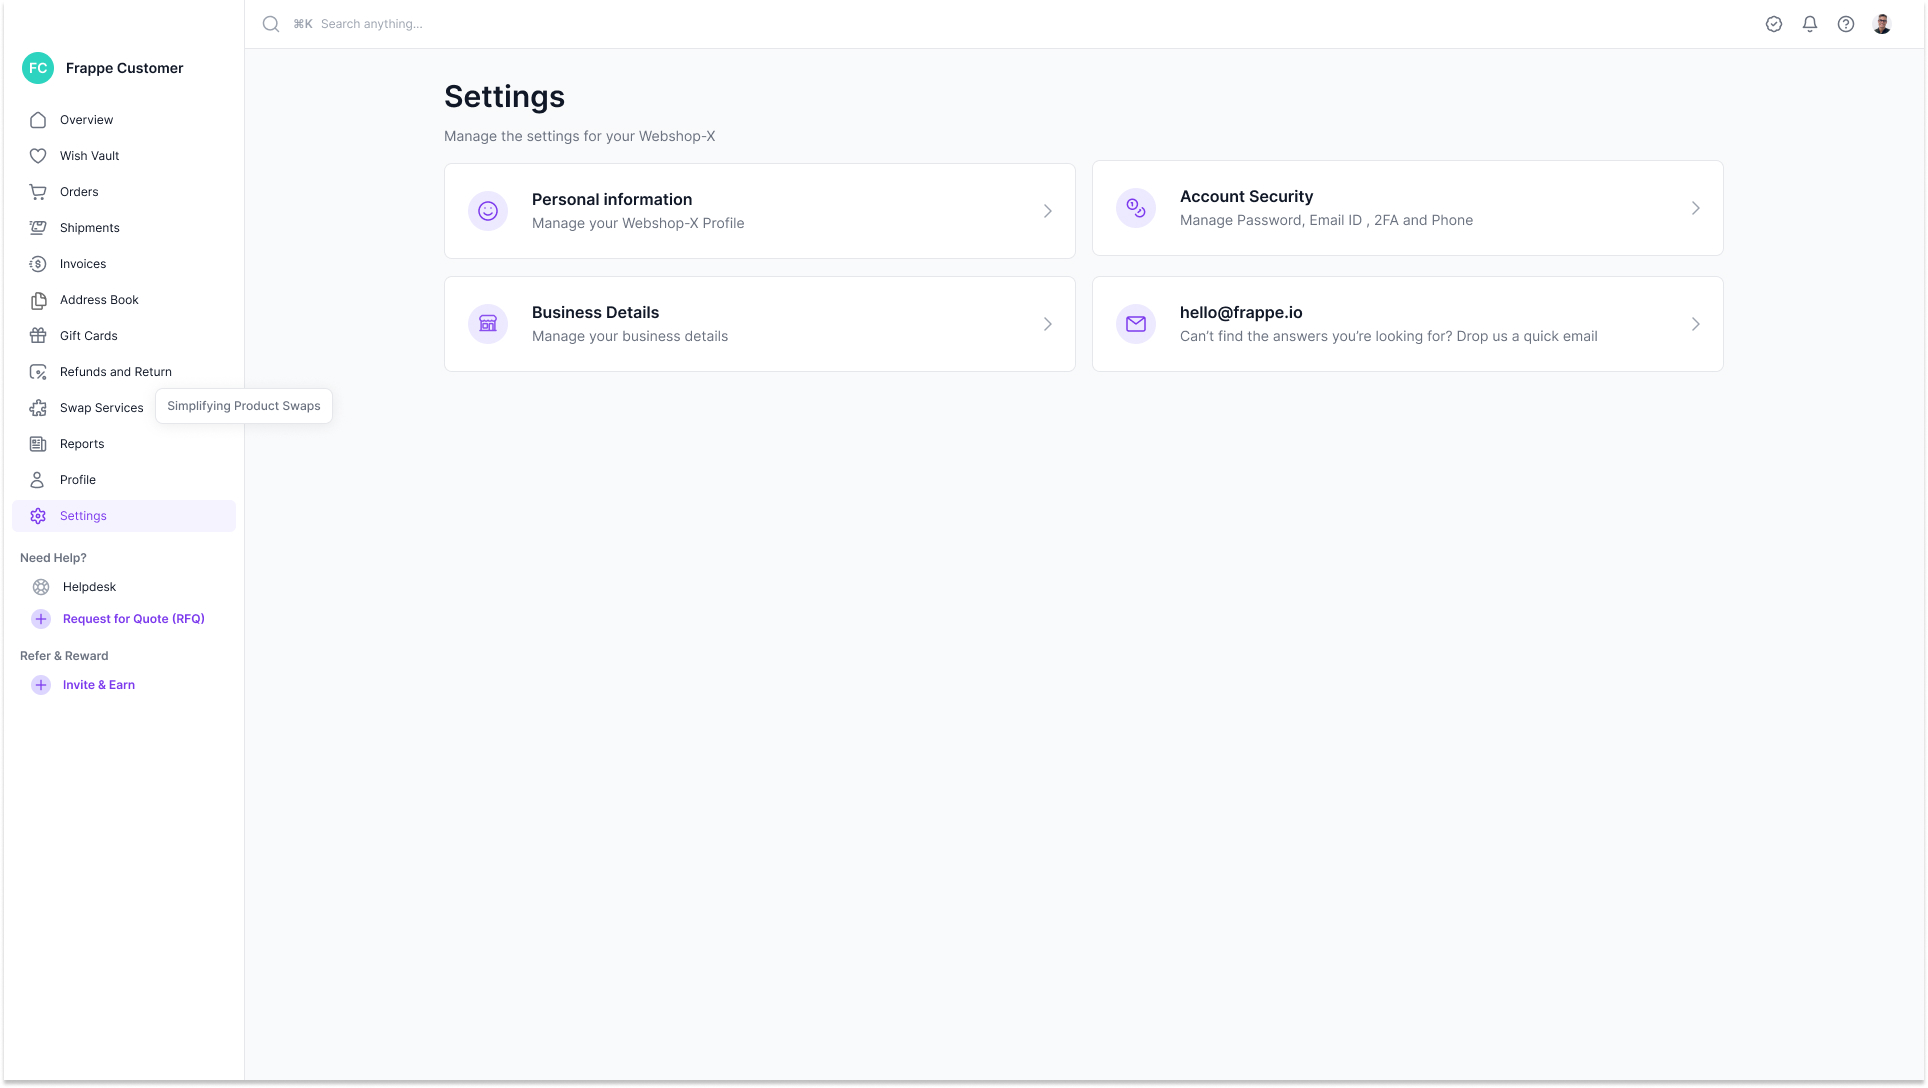 ⌘K Search anything...
FC Frappe Customer
Overview
Wish Vault
Orders
Shipments
Invoices
Address Book
Gift Cards
Refunds and Return
Swap Services
Simplifying Product Swaps
Reports
Profile
Settings
Need Help?
Helpdesk
Request for Quote (RFQ)
Refer & Reward
Invite & Earn
Settings
Manage the settings for your Webshop-X
Personal information
Manage your Webshop-X Profile
Account Security
Manage Password, Email ID , 2FA and Phone
Business Details
Manage your business details
hello@frappe.io
Can’t find the answers you’re looking for? Drop us a quick email